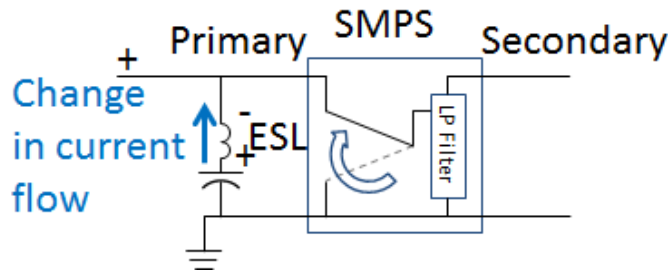 SMPS
Primary
Secondary
+
Change
in current
flow
-
ESL
+
LP Filter